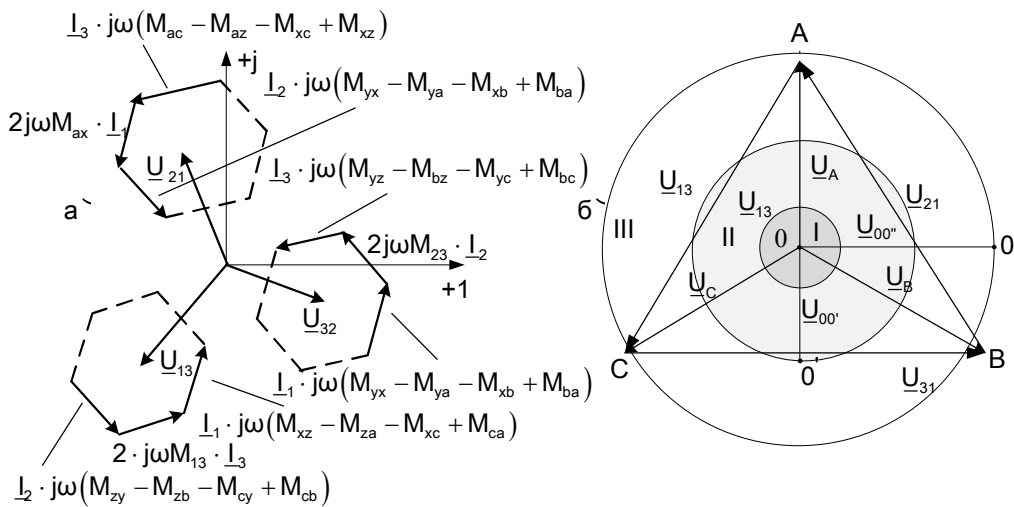 I₃ · jω(Mac − Maz − Mxc + Mxz)
+j
I₂ · jω(Myx − Mya − Mxb + Mba)
2jωMax · I₁
U₂₁
I₃ · jω(Myz − Mbz − Myc + Mbc)
а`
2jωM₂₃ · I₂
+1
U₃₂
U₁₃
I₁ · jω(Myx − Mya − Mxb + Mba)
I₁ · jω(Mxz − Mza − Mxc + Mca)
2 · jωM₁₃ · I₃
I₂ · jω(Mzy − Mzb − Mcy + Mcb)
A
U₁₃
UA
U₂₁
б`
U₁₃
III
II
0
I
U₀₀"
0
UC
UB
U₀₀'
C
B
0'
U₃₁